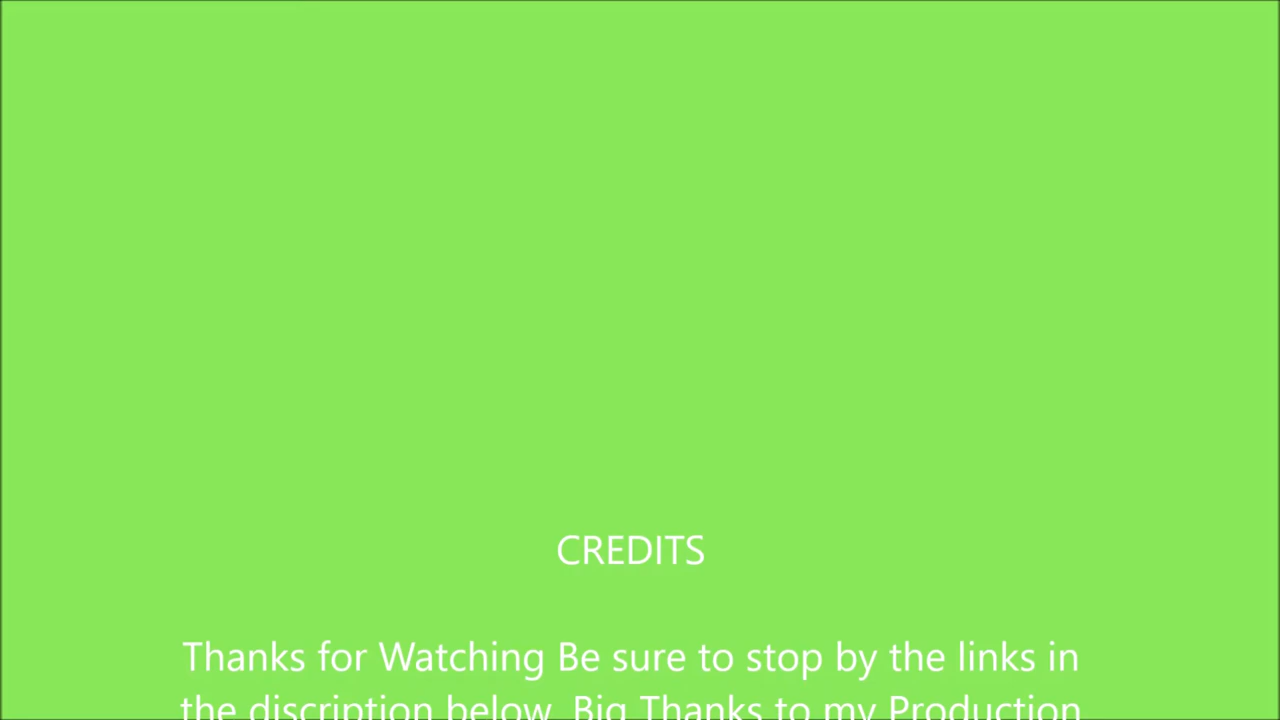 CREDITS
Thanks for Watching Be sure to stop by the links in
the discription below. Big Thanks to my Production